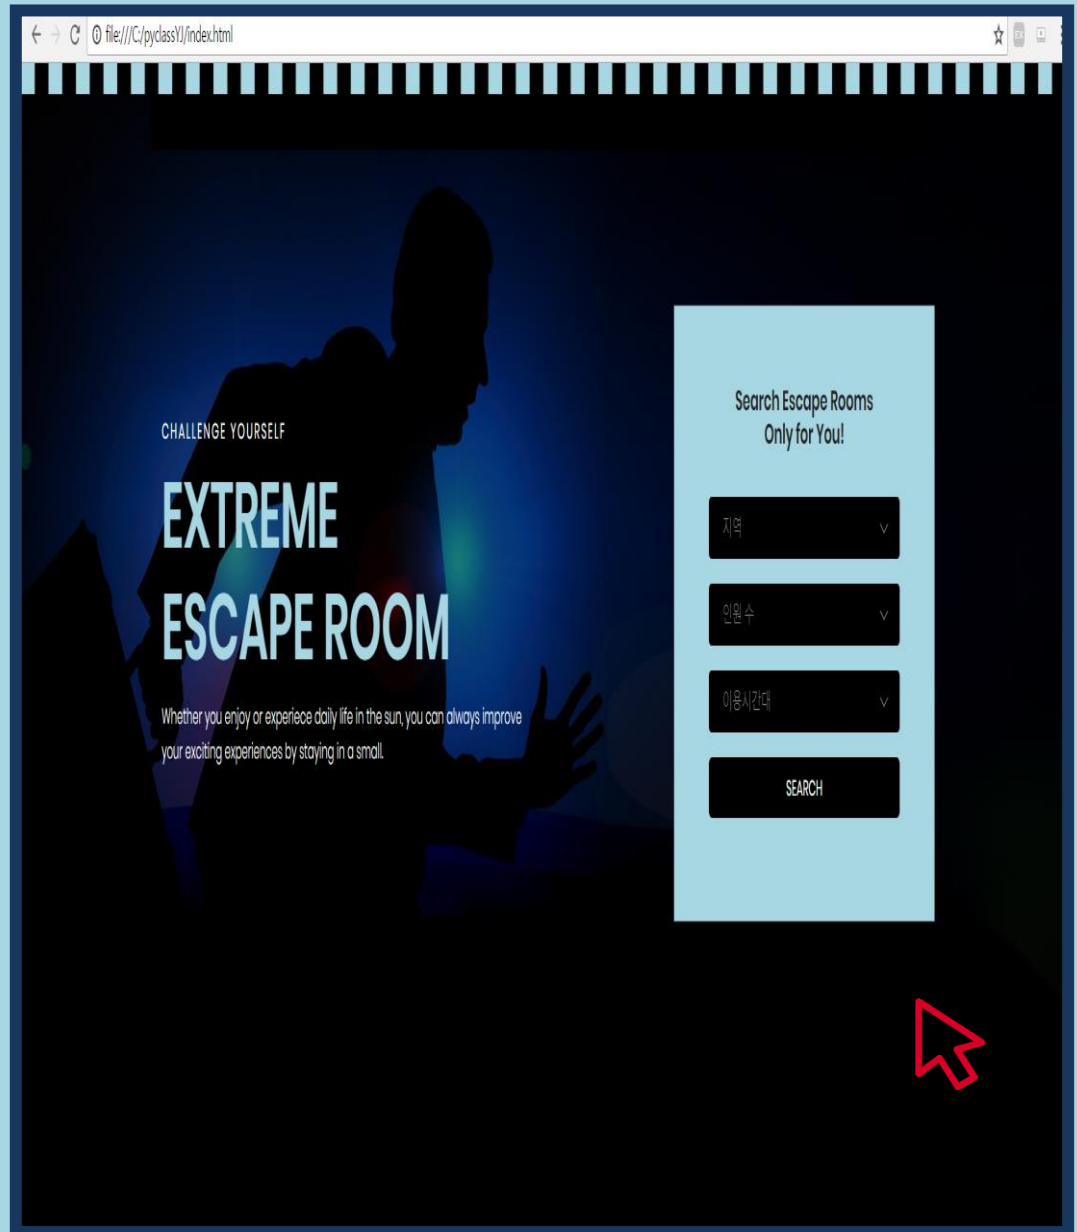 file:///C:/pyclassYJ/index.html
CHALLENGE YOURSELF
EXTREME
ESCAPE ROOM
Whether you enjoy or experiece daily life in the sun, you can always improve
your exciting experiences by staying in a small.
Search Escape Rooms
Only for You!
지역
인원 수
이용시간대
SEARCH